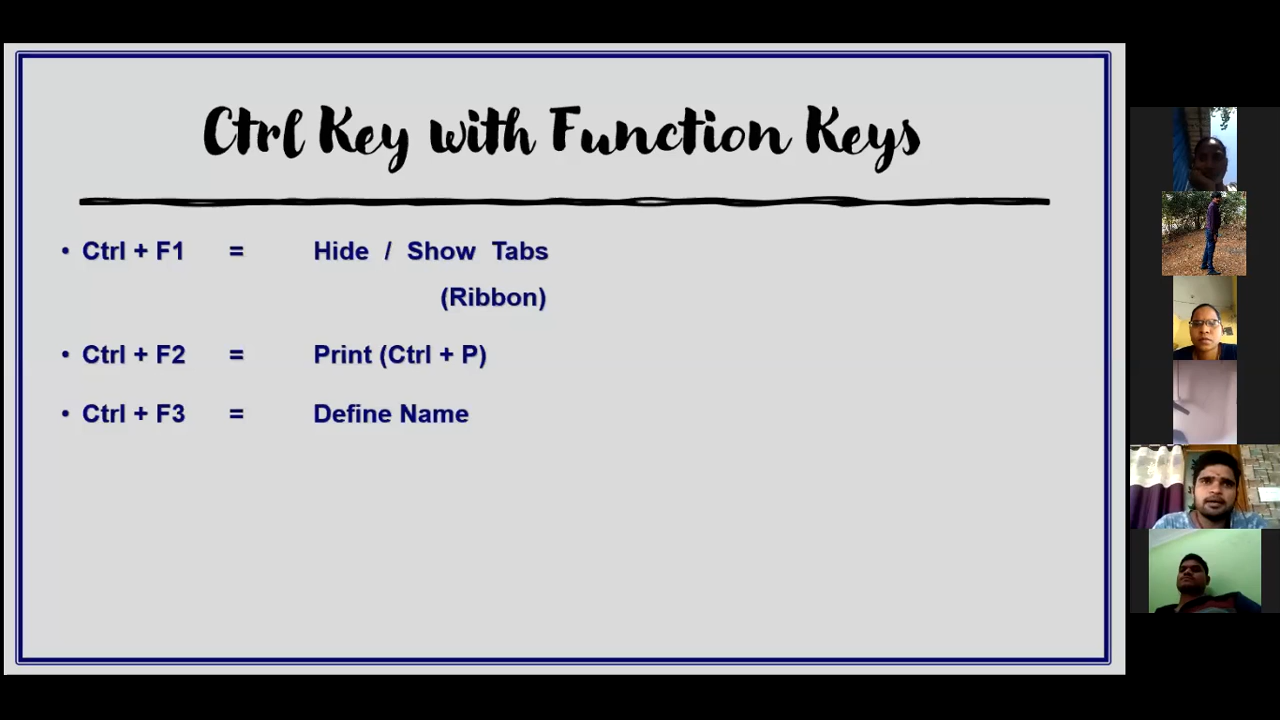 Ctrl Key with Function Keys
• Ctrl + F1 = Hide / Show Tabs
(Ribbon)
• Ctrl + F2 = Print (Ctrl + P)
• Ctrl + F3 = Define Name